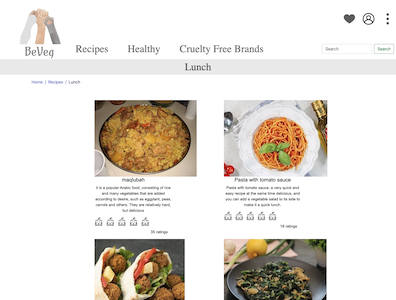 BeVeg
Recipes Healthy Cruelty Free Brands
Search Search
Lunch
Home / Recipes / Lunch
maqlubah
it is a popular Arabic food, consisting of rice
and many vegetables that are added
according to desire, such as eggplant, peas,
carrots and others. They are relatively hard,
but delicious
35 ratings
Pasta with tomato sauce
Pasta with tomato sauce, a very quick and
easy recipe at the same time delicious, and
you can add a vegetable salad to its side to
make it a quick lunch.
18 ratings